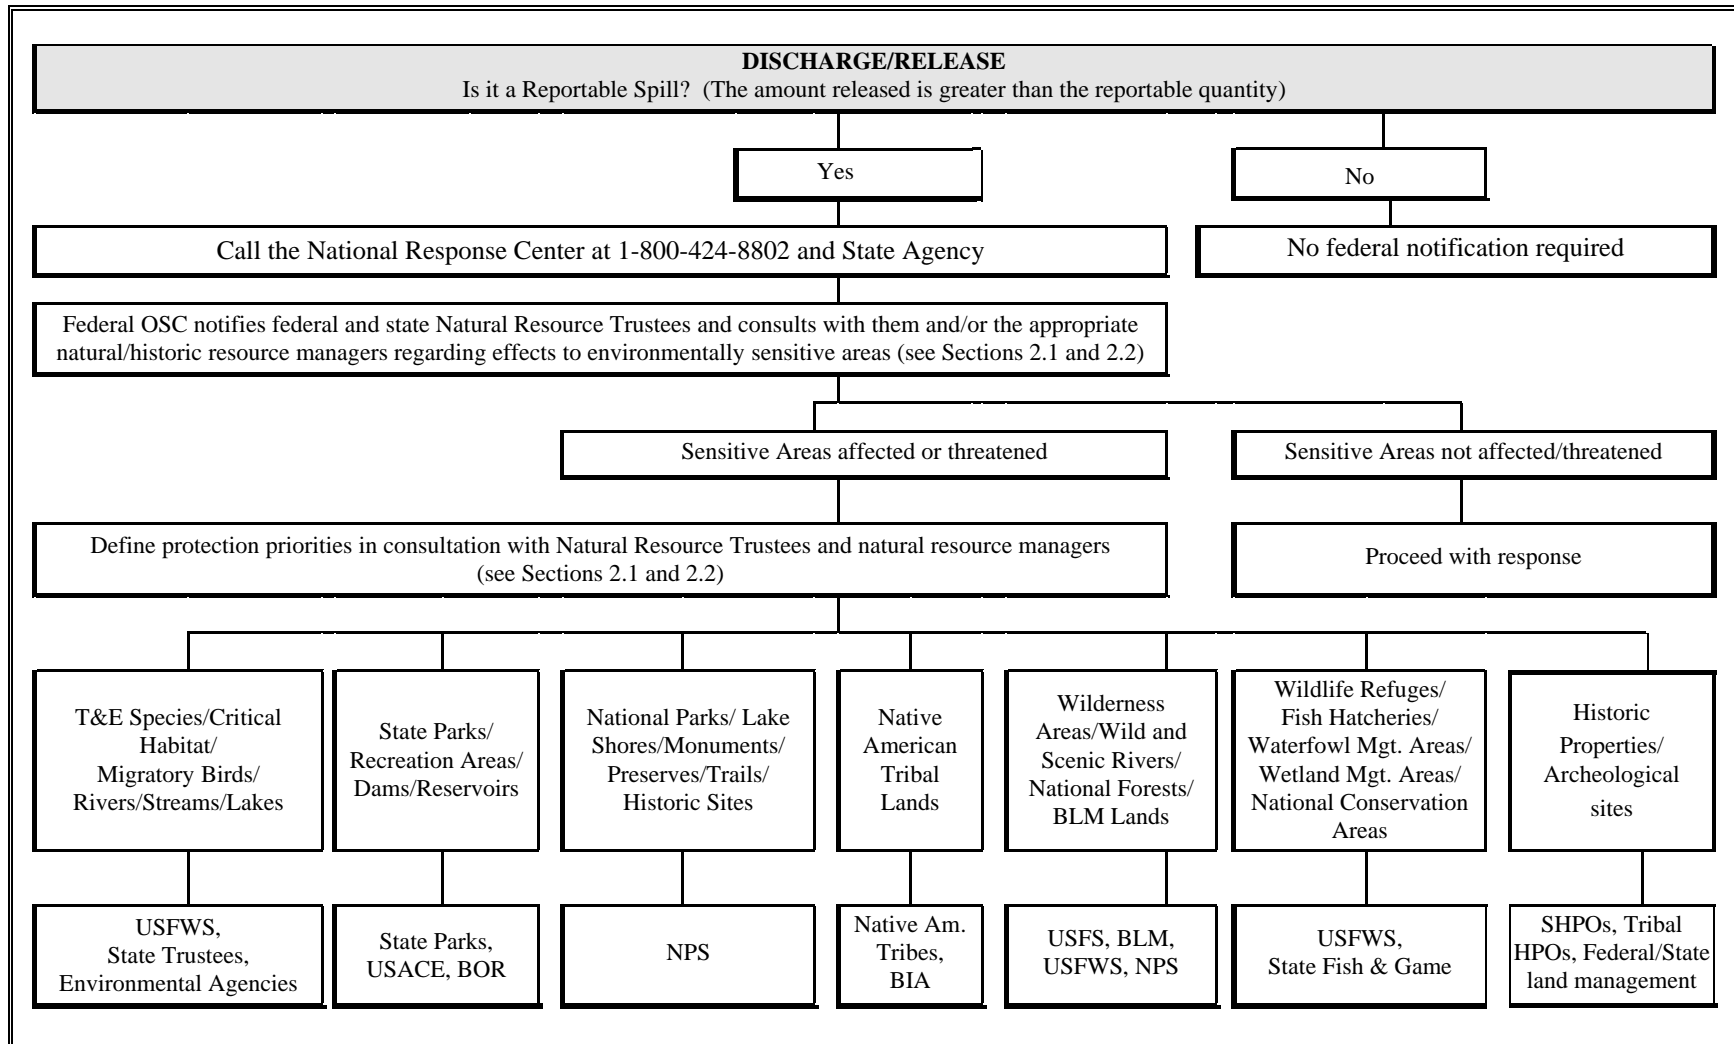 DISCHARGE/RELEASE
Is it a Reportable Spill? (The amount released is greater than the reportable quantity)
Yes
No
Call the National Response Center at 1-800-424-8802 and State Agency
No federal notification required
Federal OSC notifies federal and state Natural Resource Trustees and consults with them and/or the appropriate
natural/historic resource managers regarding effects to environmentally sensitive areas (see Sections 2.1 and 2.2)
Sensitive Areas affected or threatened
Sensitive Areas not affected/threatened
Define protection priorities in consultation with Natural Resource Trustees and natural resource managers
(see Sections 2.1 and 2.2)
Proceed with response
T&E Species/Critical
Habitat/
Migratory Birds/
Rivers/Streams/Lakes
State Parks/
Recreation Areas/
Dams/Reservoirs
National Parks/ Lake
Shores/Monuments/
Preserves/Trails/
Historic Sites
Native
American
Tribal
Lands
Wilderness
Areas/Wild and
Scenic Rivers/
National Forests/
BLM Lands
Wildlife Refuges/
Fish Hatcheries/
Waterfowl Mgt. Areas/
Wetland Mgt. Areas/
National Conservation
Areas
Historic
Properties/
Archeological
sites
USFWS,
State Trustees,
Environmental Agencies
State Parks,
USACE, BOR
NPS
Native Am.
Tribes,
BIA
USFS, BLM,
USFWS, NPS
USFWS,
State Fish & Game
SHPOs, Tribal
HPOs, Federal/State
land management